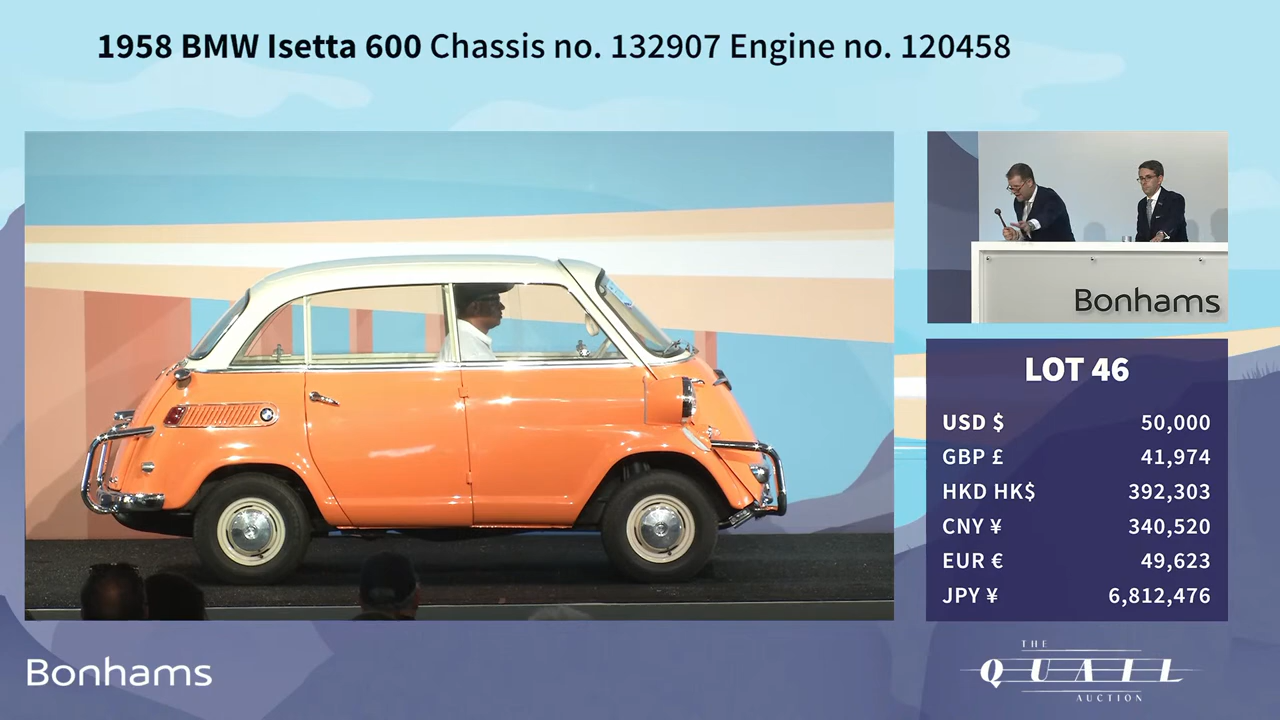 1958 BMW Isetta 600 Chassis no. 132907 Engine no. 120458
Bonhams
LOT 46
USD $ 50,000
GBP £ 41,974
HKD HK$ 392,303
CNY ¥ 340,520
EUR € 49,623
JPY ¥ 6,812,476
Bonhams
THE
QUAIL
AUCTION